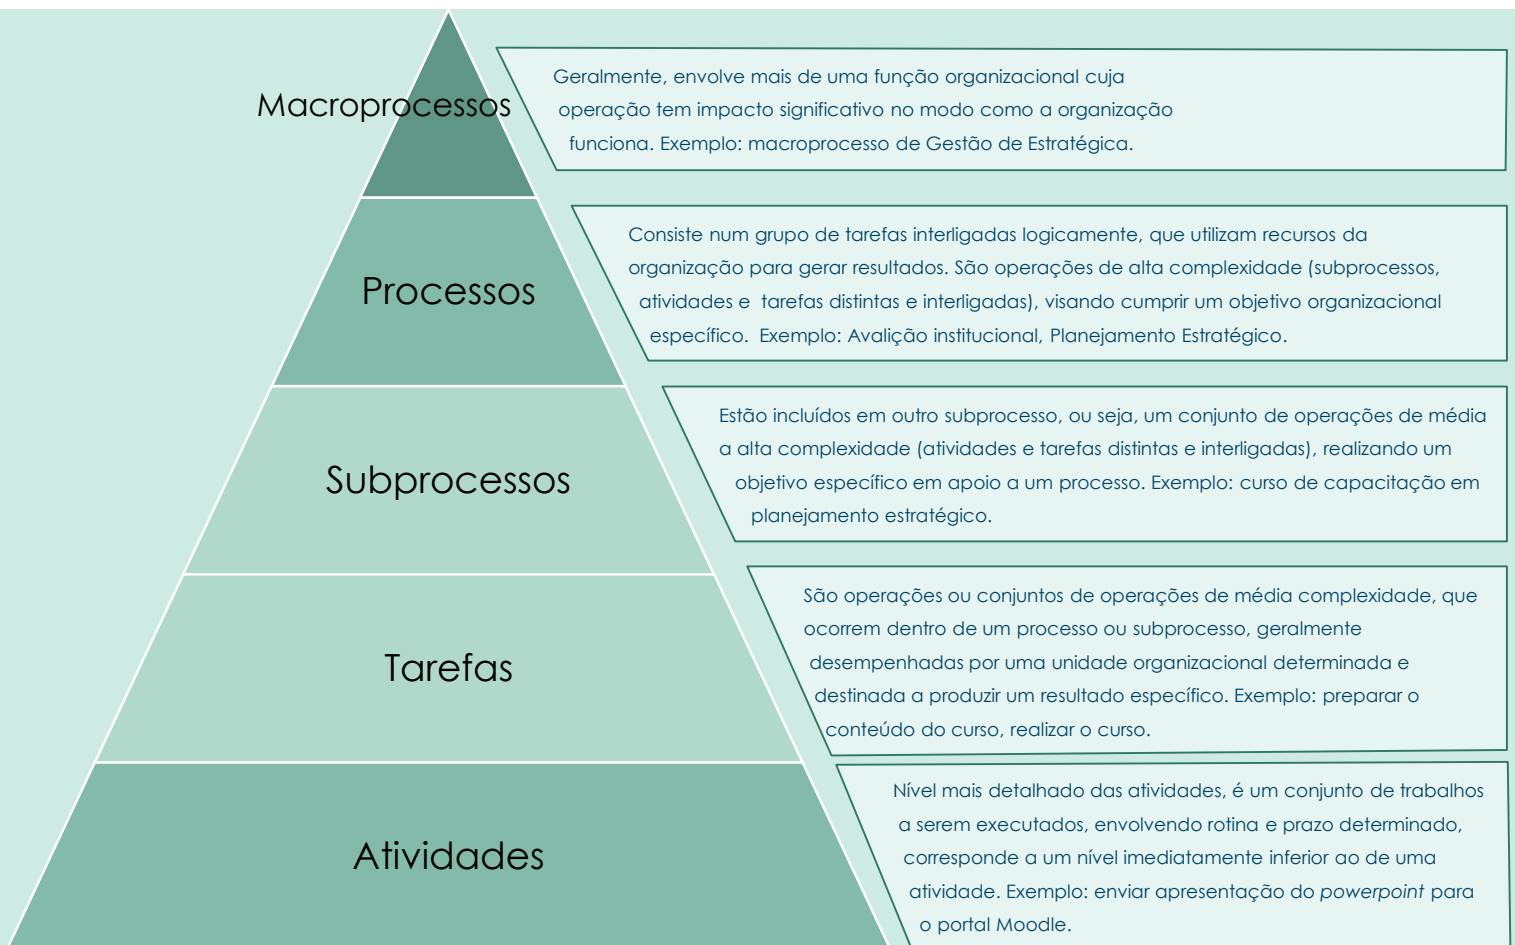 Macroprocessos
Geralmente, envolve mais de uma função organizacional cuja
operação tem impacto significativo no modo como a organização
funciona. Exemplo: macroprocesso de Gestão de Estratégica.
Processos
Consiste num grupo de tarefas interligadas logicamente, que utilizam recursos da
organização para gerar resultados. São operações de alta complexidade (subprocessos,
atividades e tarefas distintas e interligadas), visando cumprir um objetivo organizacional
específico. Exemplo: Avalição institucional, Planejamento Estratégico.
Subprocessos
Estão incluídos em outro subprocesso, ou seja, um conjunto de operações de média
a alta complexidade (atividades e tarefas distintas e interligadas), realizando um
objetivo específico em apoio a um processo. Exemplo: curso de capacitação em
planejamento estratégico.
Tarefas
São operações ou conjuntos de operações de média complexidade, que
ocorrem dentro de um processo ou subprocesso, geralmente
desempenhadas por uma unidade organizacional determinada e
destinada a produzir um resultado específico. Exemplo: preparar o
conteúdo do curso, realizar o curso.
Atividades
Nível mais detalhado das atividades, é um conjunto de trabalhos
a serem executados, envolvendo rotina e prazo determinado,
corresponde a um nível imediatamente inferior ao de uma
atividade. Exemplo: enviar apresentação do powerpoint para
o portal Moodle.